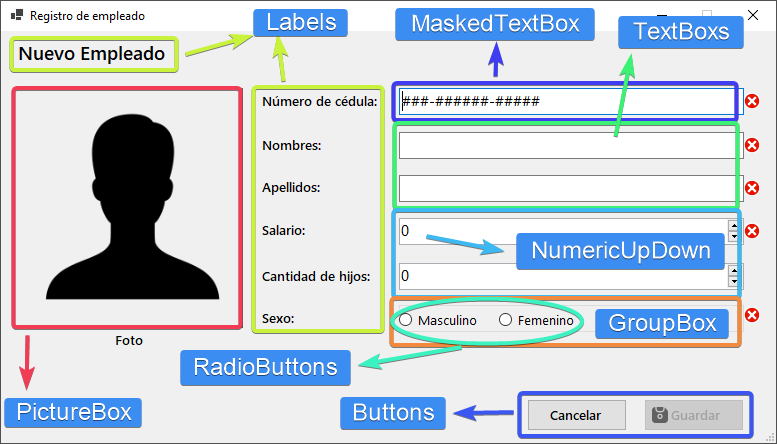 Registro de empleado
Labels
MaskedTextBox
TextBoxs
Nuevo Empleado
Número de cédula:
###-######-#####
Nombres:
Apellidos:
Salario:
0
NumericUpDown
Cantidad de hijos:
0
Sexo:
Masculino
Femenino
GroupBox
Foto
RadioButtons
PictureBox
Buttons
Cancelar
Guardar